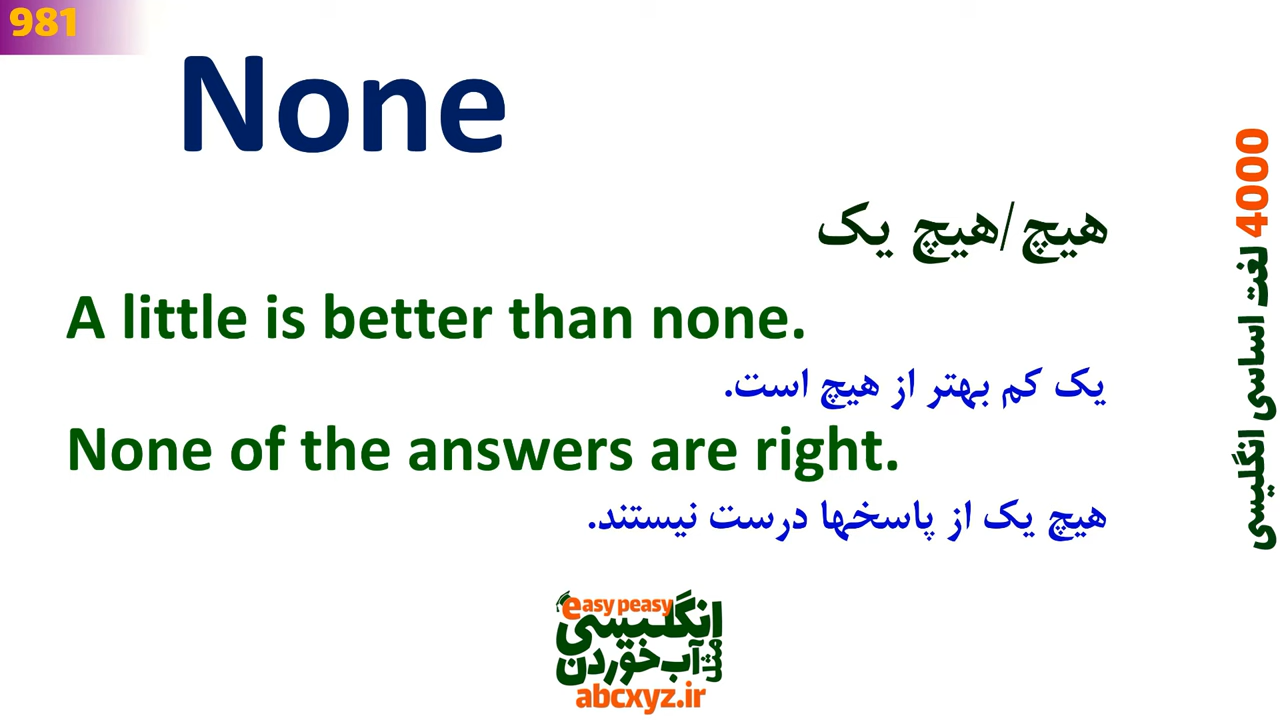 981
None
هیچ/هیچ یک
A little is better than none.
یک کم بهتر از هیچ است.
None of the answers are right.
هیچ یک از پاسخها درست نیستند.
4000 لغت اساسی انگلیسی
easy peasy
انگلیسی
مثل آب خوردن
abcxyz.ir